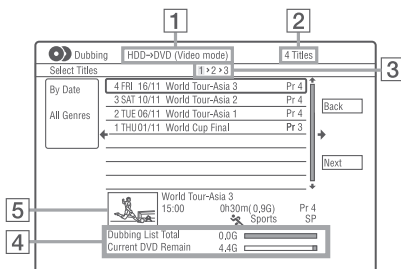 1
2
Dubbing HDD→DVD (Video mode) 4 Titles
Select Titles 1 › 2 › 3
3
By Date
All Genres
4 FRI 16/11 World Tour-Asia 3 Pr 4
3 SAT 10/11 World Tour-Asia 2 Pr 4
2 TUE 06/11 World Tour-Asia 1 Pr 4
1 THU 01/11 World Cup Final Pr 3
Back
Next
World Tour-Asia 3
5
15:00 0h30m(0,9G) Pr 4
Sports SP
4
Dubbing List Total 0,0G
Current DVD Remain 4,4G